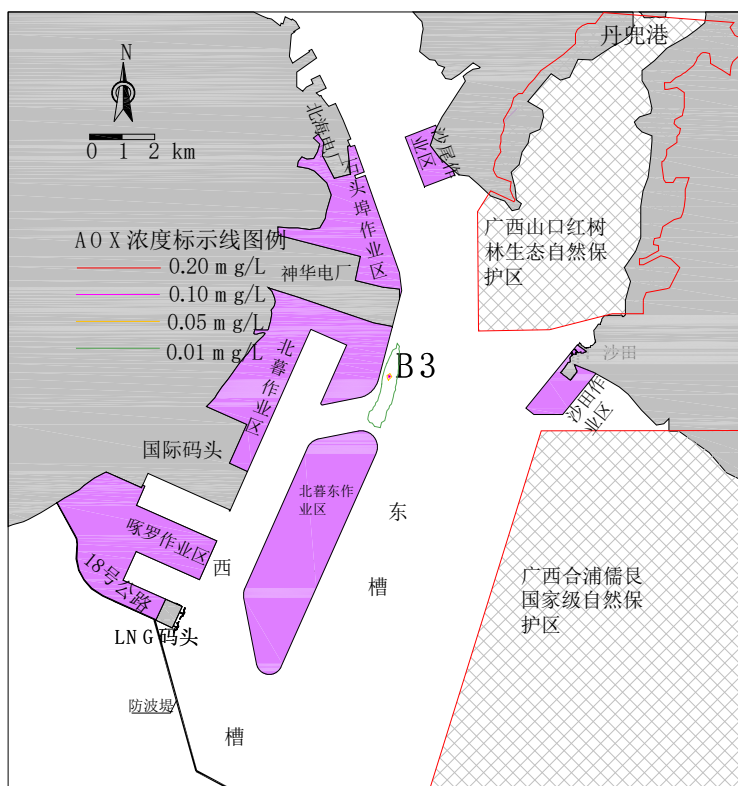 丹兜港
N
0 1 2 km
北海电厂
石头埠作业区
沙尾作
业区
AOX浓度标示线图例
0.20 mg/L
0.10 mg/L
0.05 mg/L
0.01 mg/L
广西山口红树
林生态自然保
护区
神华电厂
北暮作业区
B3
沙田
沙田作
业区
国际码头
北暮东作
业区
东
槽
啄罗作业区
西
槽
18号公路
LNG码头
广西合浦儒艮
国家级自然保
护区
防波堤